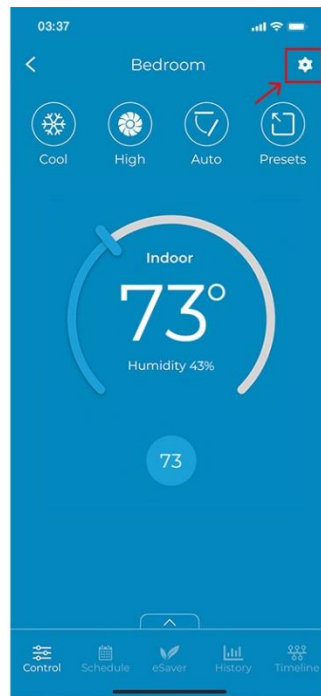 03:37
Bedroom
Cool High Auto Presets
Indoor
73°
Humidity 43%
73
Control Schedule eSaver History Timeline